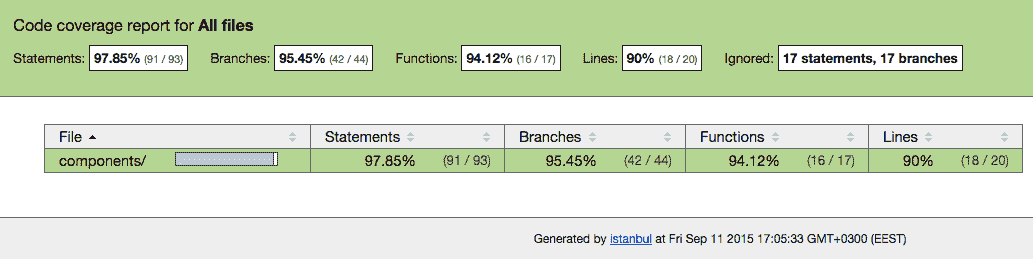 Code coverage report for All files
Statements: 97.85% (91 / 93) Branches: 95.45% (42 / 44) Functions: 94.12% (16 / 17) Lines: 90% (18 / 20) Ignored: 17 statements, 17 branches
File Statements Branches Functions Lines
components/ 97.85% (91 / 93) 95.45% (42 / 44) 94.12% (16 / 17) 90% (18 / 20)
Generated by istanbul at Fri Sep 11 2015 17:05:33 GMT+0300 (EEST)